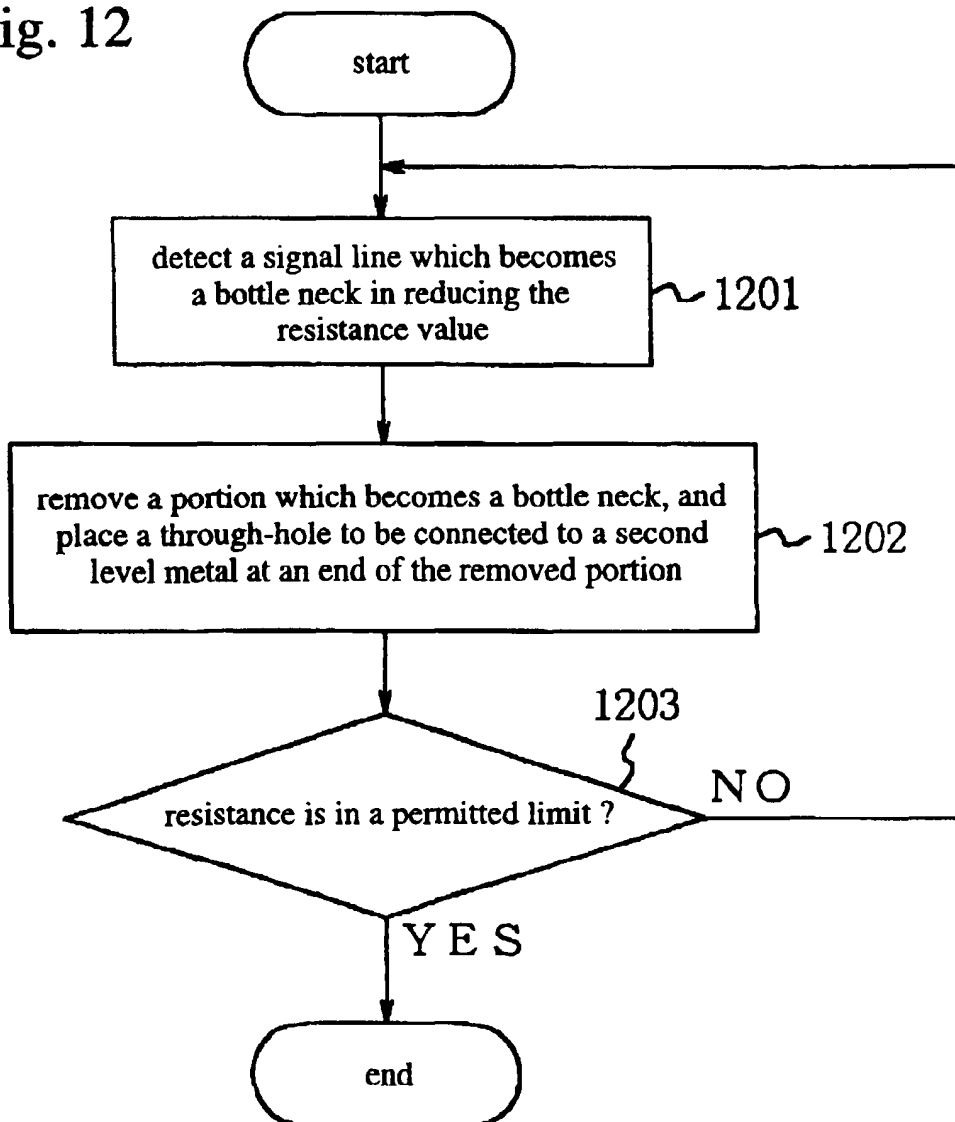 ig. 12
start
detect a signal line which becomes
a bottle neck in reducing the
resistance value
1201
remove a portion which becomes a bottle neck, and
place a through-hole to be connected to a second
level metal at an end of the removed portion
1202
1203
resistance is in a permitted limit ?
NO
YES
end